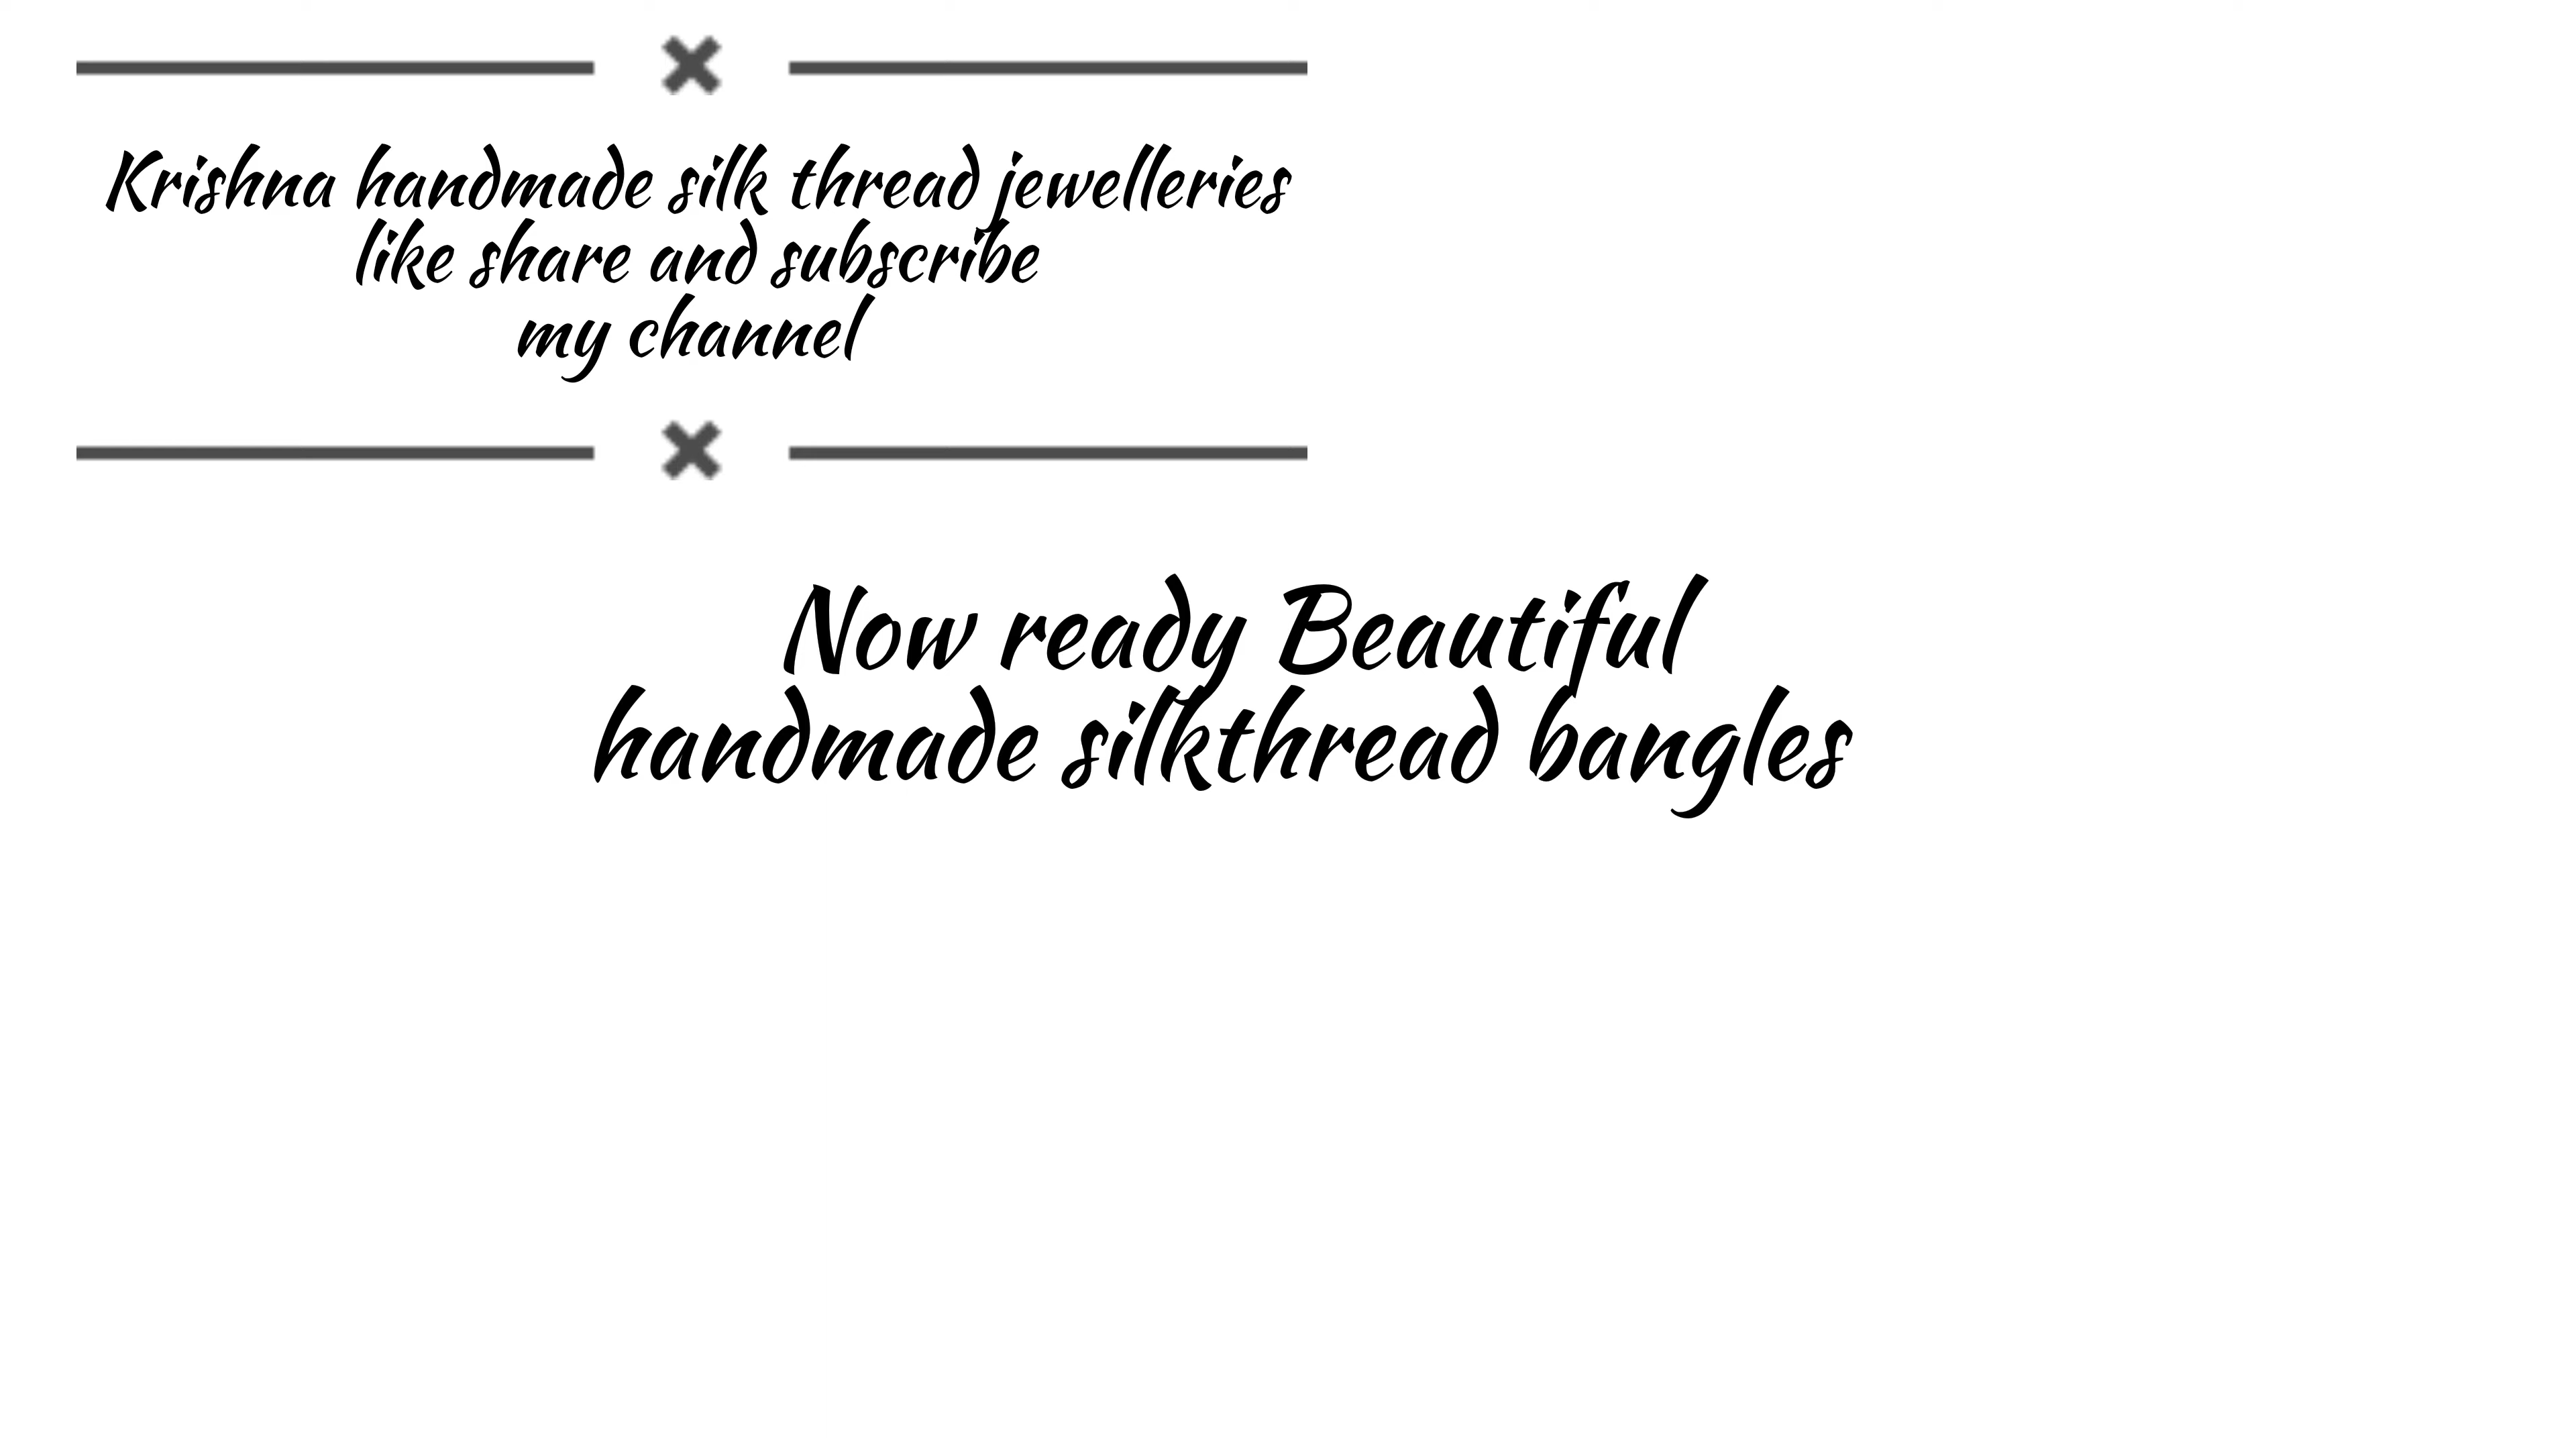 Krishna handmade silk thread jewelleries
like share and subscribe
my channel
Now ready Beautiful
handmade silkthread bangles